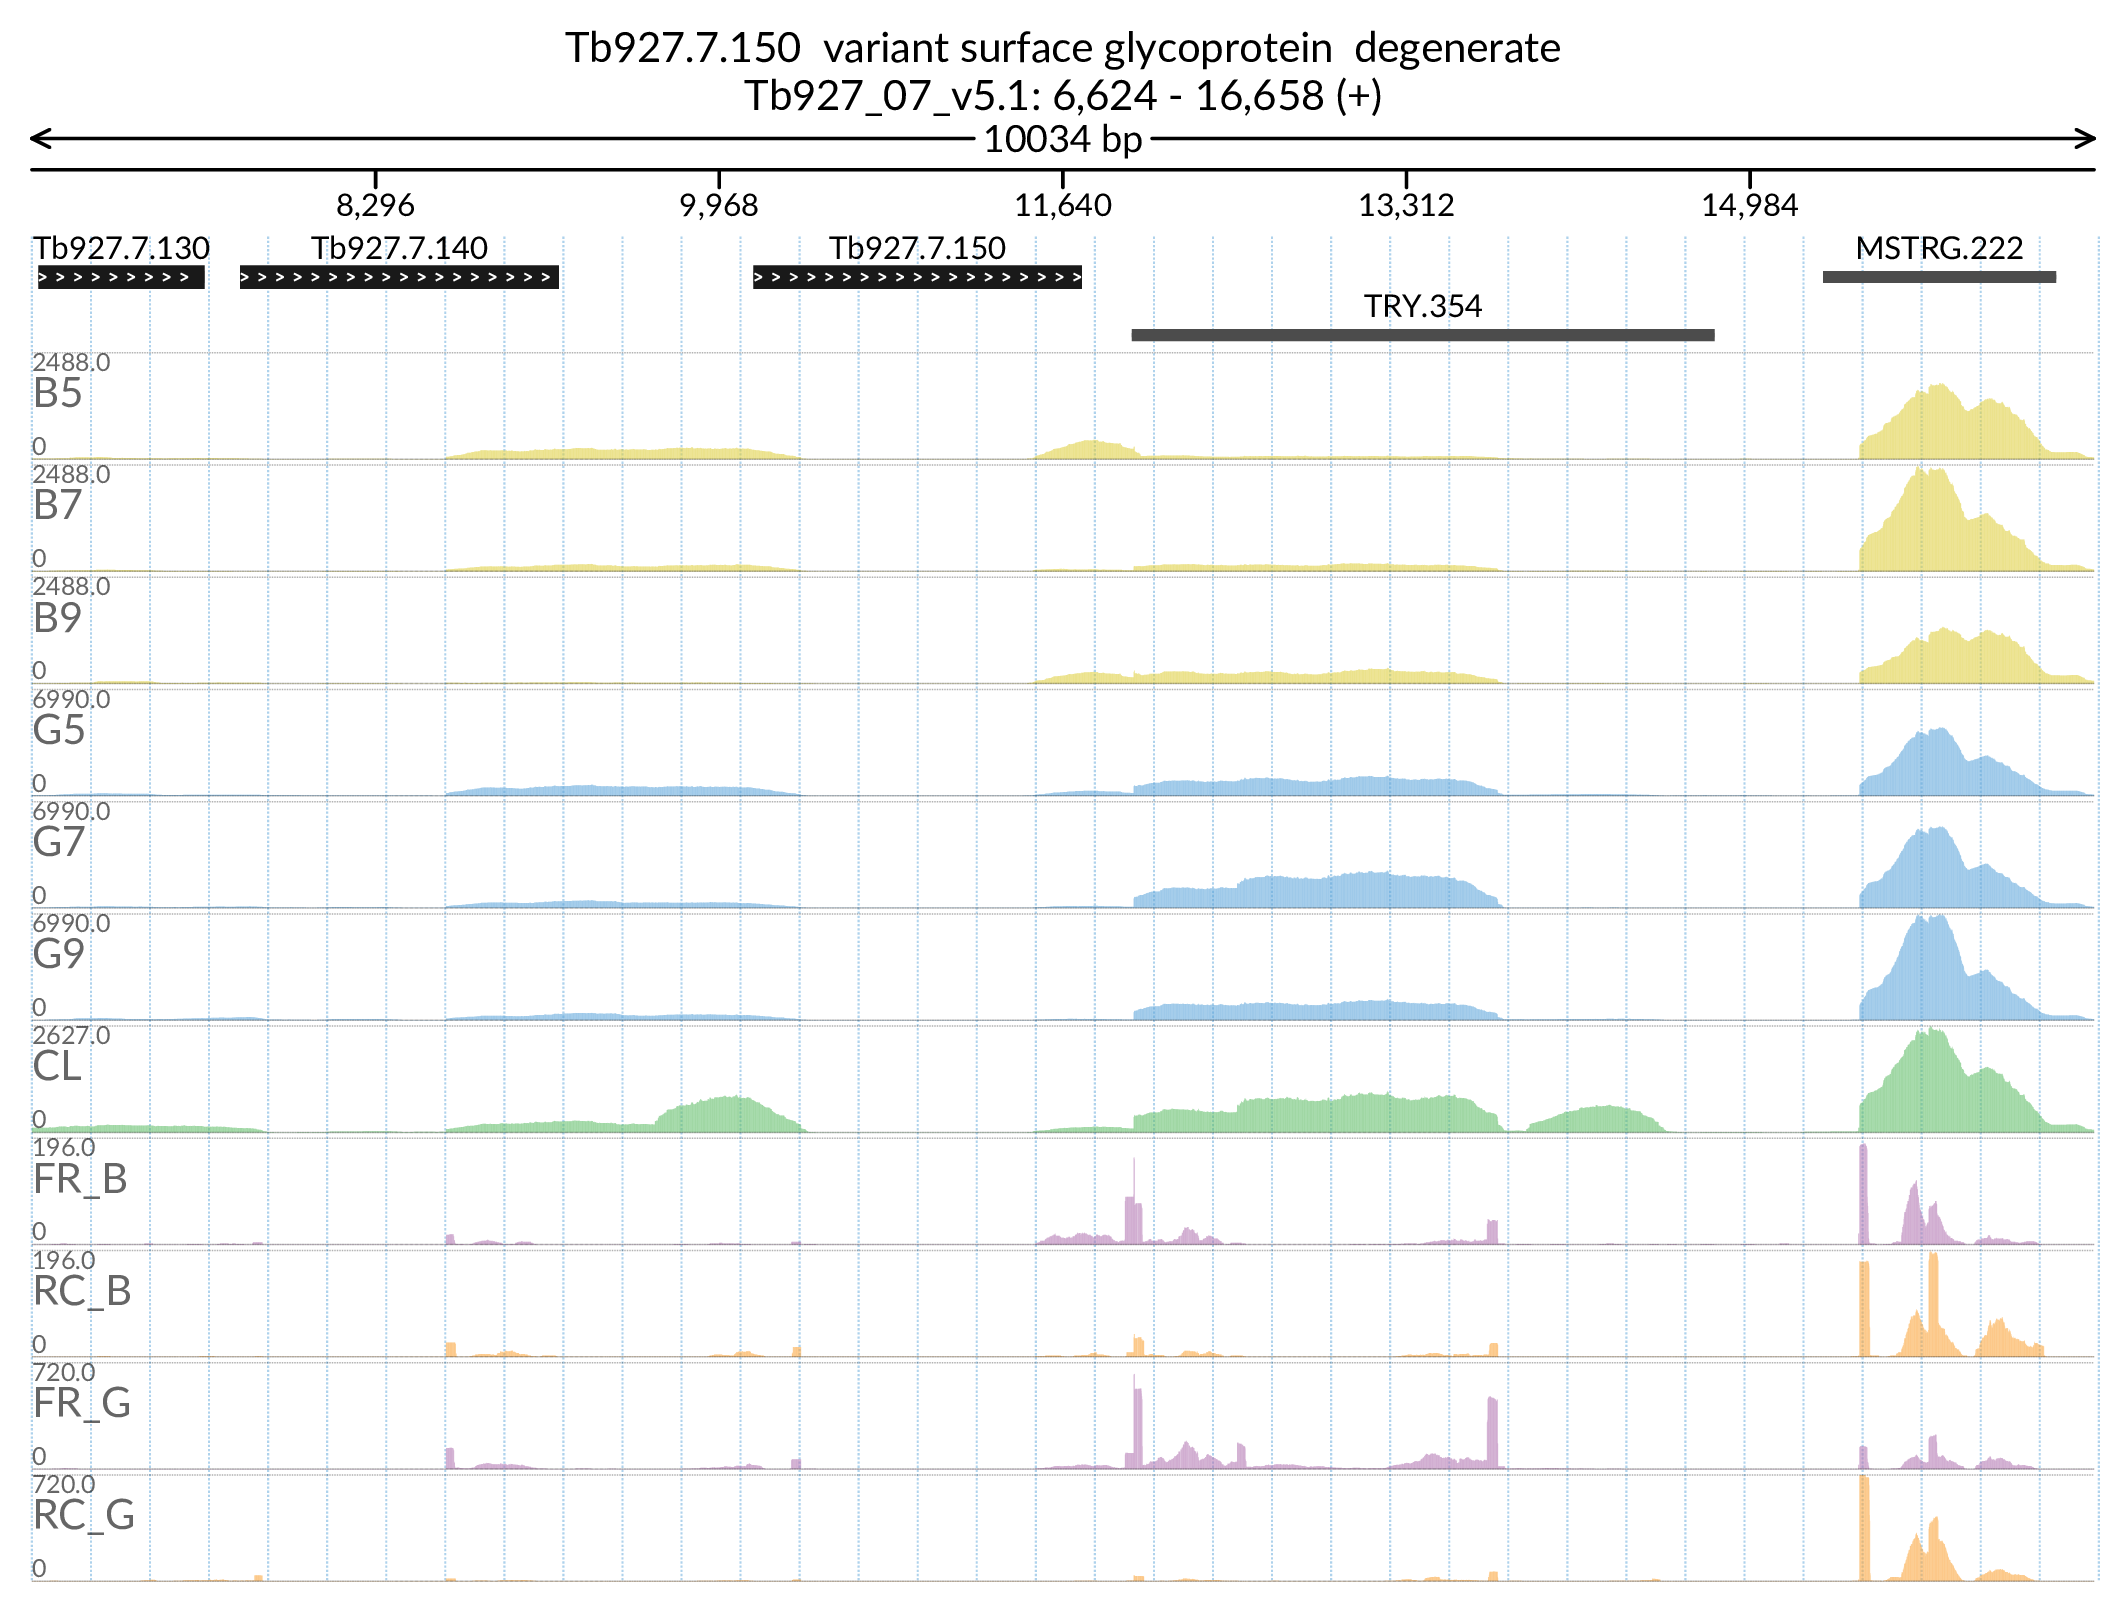 Tb927.7.150 variant surface glycoprotein degenerate
Tb927_07_v5.1: 6,624 - 16,658 (+)
10034 bp
8,296 9,968 11,640 13,312 14,984
Tb927.7.130 Tb927.7.140 Tb927.7.150 MSTRG.222
TRY.354
2488.0
B5
0
2488.0
B7
0
2488.0
B9
0
6990.0
G5
0
6990.0
G7
0
6990.0
G9
0
2627.0
CL
0
196.0
FR_B
0
196.0
RC_B
0
720.0
FR_G
0
720.0
RC_G
0